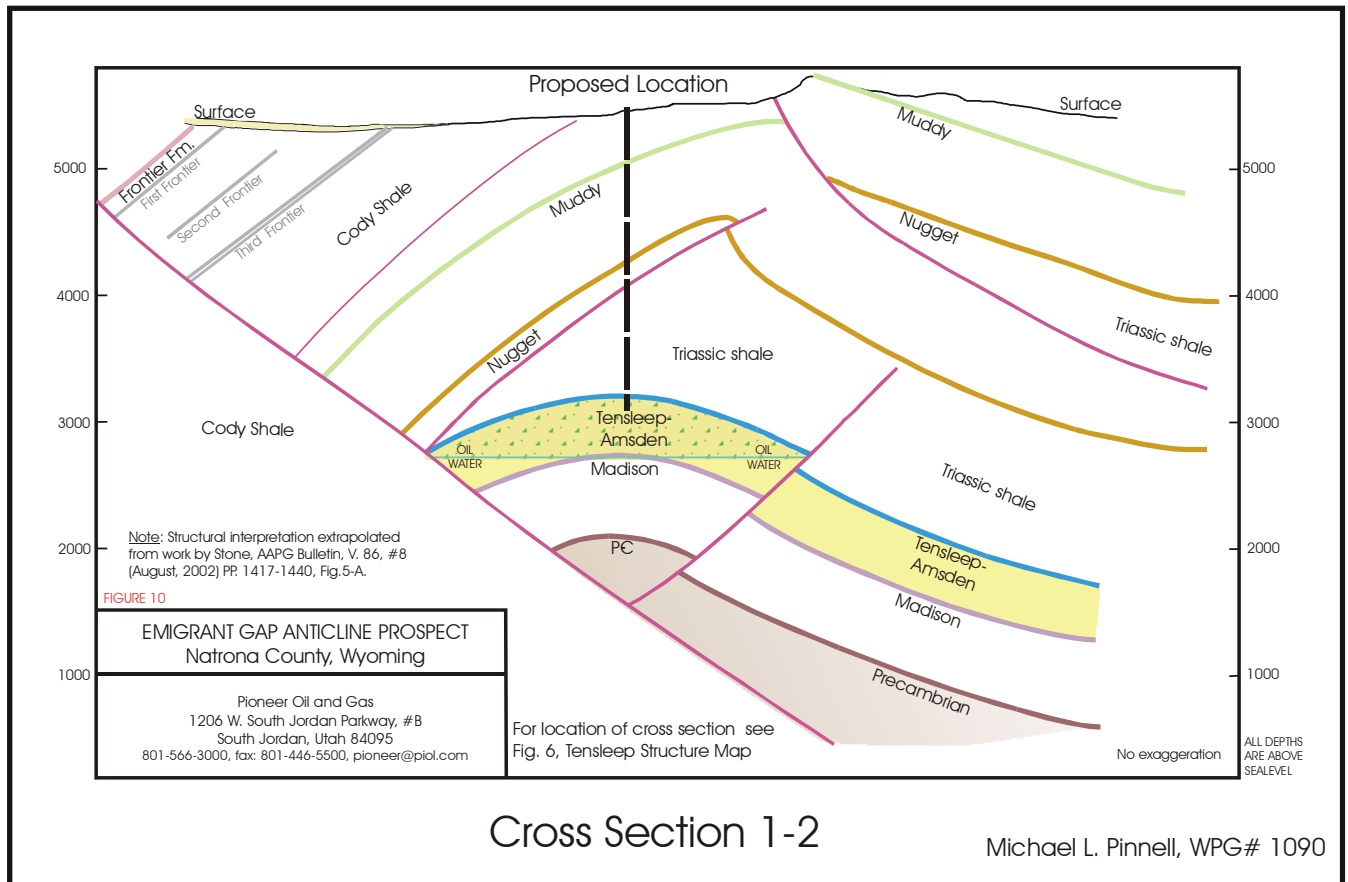 Proposed Location
Surface
Surface
Frontier Fm.
First Frontier
Second Frontier
Third Frontier
Cody Shale
Muddy
Muddy
5000
5000
Nugget
4000
4000
Nugget
Triassic shale
Triassic shale
3000
3000
Cody Shale
Tensleep-
Amsden
OIL
WATER
OIL
WATER
Madison
Triassic shale
2000
2000
PЄ
Tensleep-
Amsden
Madison
Note: Structural interpretation extrapolated
from work by Stone, AAPG Bulletin, V. 86, #8
(August, 2002) PP. 1417-1440, Fig.5-A.
FIGURE 10
EMIGRANT GAP ANTICLINE PROSPECT
Natrona County, Wyoming
1000
1000
Precambrian
Pioneer Oil and Gas
1206 W. South Jordan Parkway, #B
South Jordan, Utah 84095
801-566-3000, fax: 801-446-5500, pioneer@piol.com
For location of cross section see
Fig. 6, Tensleep Structure Map
No exaggeration
ALL DEPTHS
ARE ABOVE
SEALEVEL
Cross Section 1-2
Michael L. Pinnell, WPG# 1090